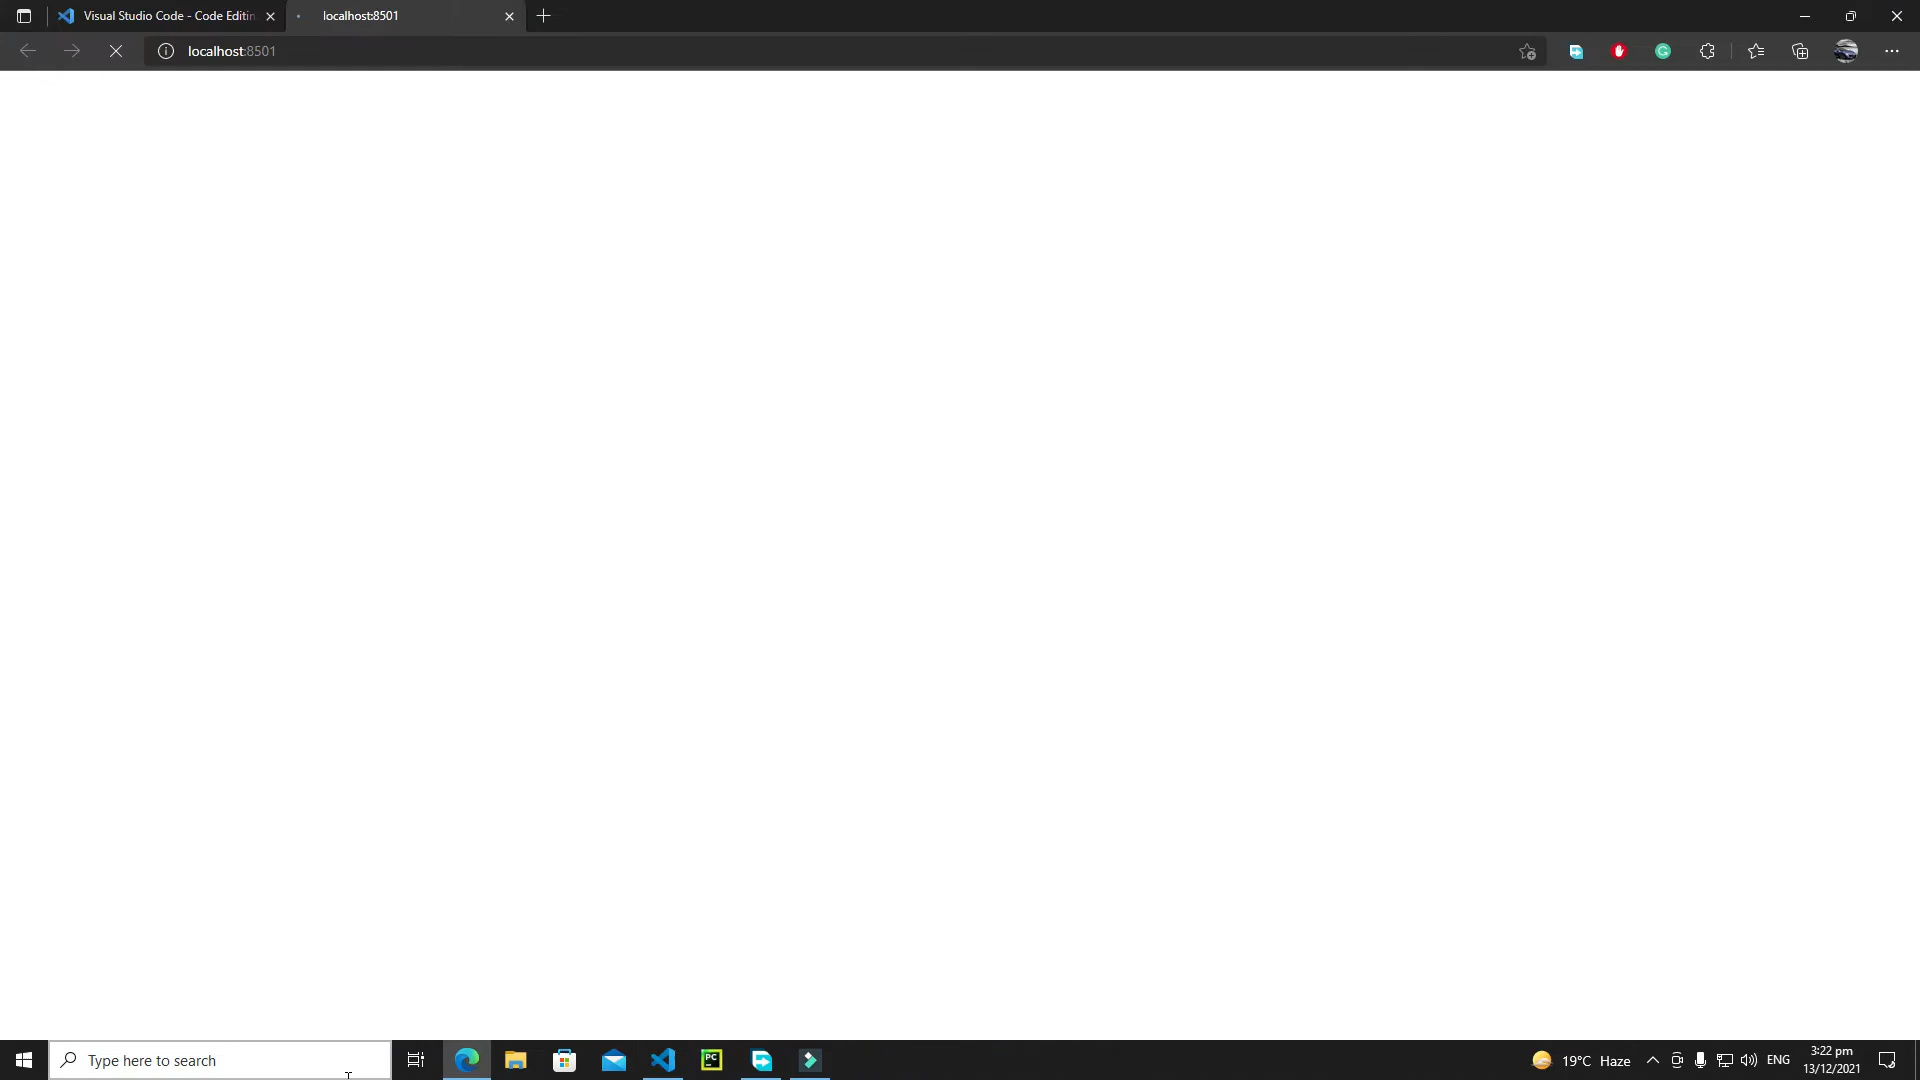 Visual Studio Code - Code Editin
localhost:8501
localhost:8501
Type here to search
PC
19°C Haze
ENG
3:22 pm
13/12/2021